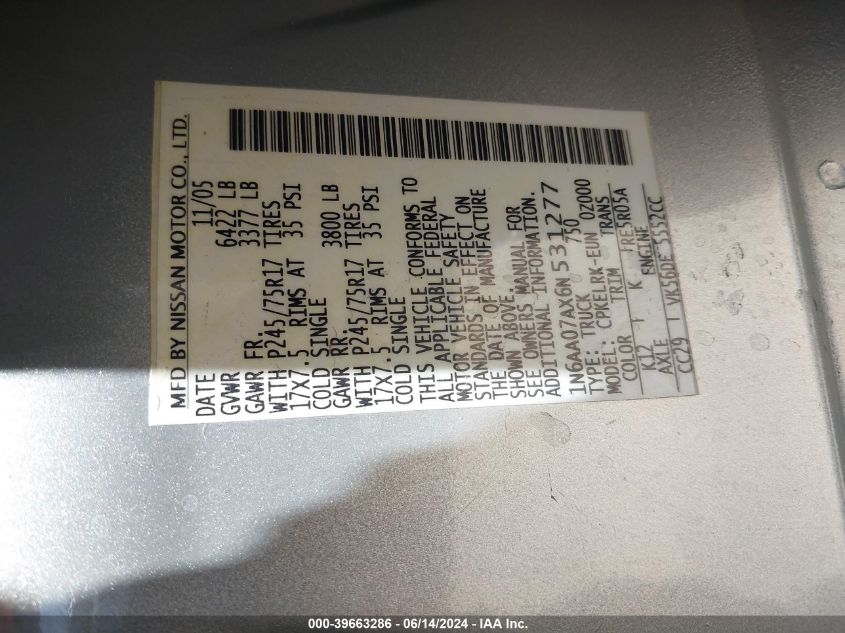 MFD BY NISSAN MOTOR CO., LTD.
DATE 11/05
GVWR 6422 LB
GAWR FR. 3377 LB
WITH P245/75R17 TIRES
17X7.5 RIMS AT 35 PSI
COLD SINGLE
GAWR RR. 3800 LB
WITH P245/75R17 TIRES
17X7.5 RIMS AT 35 PSI
COLD SINGLE
THIS VEHICLE CONFORMS TO
ALL APPLICABLE FEDERAL
MOTOR VEHICLE SAFETY
STANDARDS IN EFFECT ON
THE DATE OF MANUFACTURE
SHOWN ABOVE.
SEE OWNERS MANUAL FOR
ADDITIONAL INFORMATION.
1N6AA07AX6N531277
TYPE: TRUCK 750
MODEL: CPKELRK-EUN 0Z000
COLOR TRIM TRANS
K12 K RE5R05A
AXLE ENGINE
CC29 VK56DE 5552CC
000-39663286 - 06/14/2024 - IAA Inc.